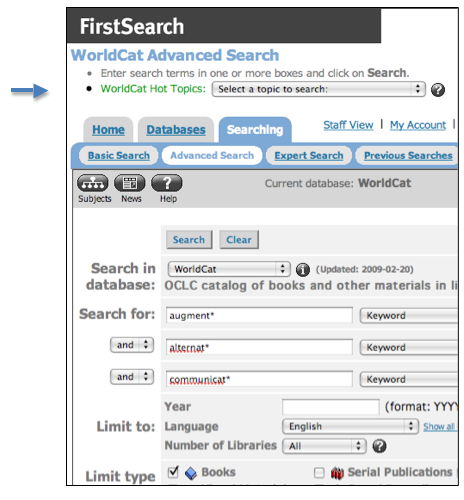 FirstSearch
WorldCat Advanced Search
Enter search terms in one or more boxes and click on Search.
WorldCat Hot Topics: Select a topic to search:
Home Databases Searching Staff View | My Account |
Basic Search Advanced Search Expert Search Previous Searches
Subjects News Help Current database: WorldCat
Search Clear
Search in database: WorldCat (Updated: 2009-02-20)
OCLC catalog of books and other materials in li
Search for: augment* Keyword
and alternat* Keyword
and communicat* Keyword
Year (format: YYYY
Limit to: Language English Show all
Number of Libraries All
Limit type Books Serial Publications